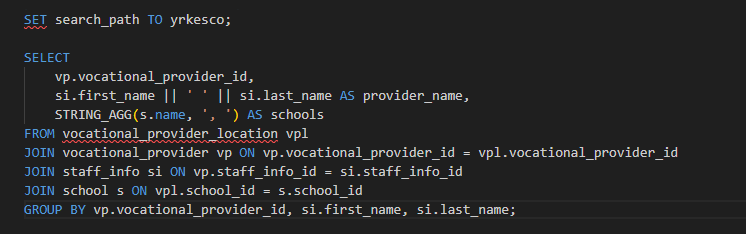 SET search_path TO yrkesco;
SELECT
vp.vocational_provider_id,
si.first_name || ' ' || si.last_name AS provider_name,
STRING_AGG(s.name, ', ') AS schools
FROM vocational_provider_location vpl
JOIN vocational_provider vp ON vp.vocational_provider_id = vpl.vocational_provider_id
JOIN staff_info si ON vp.staff_info_id = si.staff_info_id
JOIN school s ON vpl.school_id = s.school_id
GROUP BY vp.vocational_provider_id, si.first_name, si.last_name;